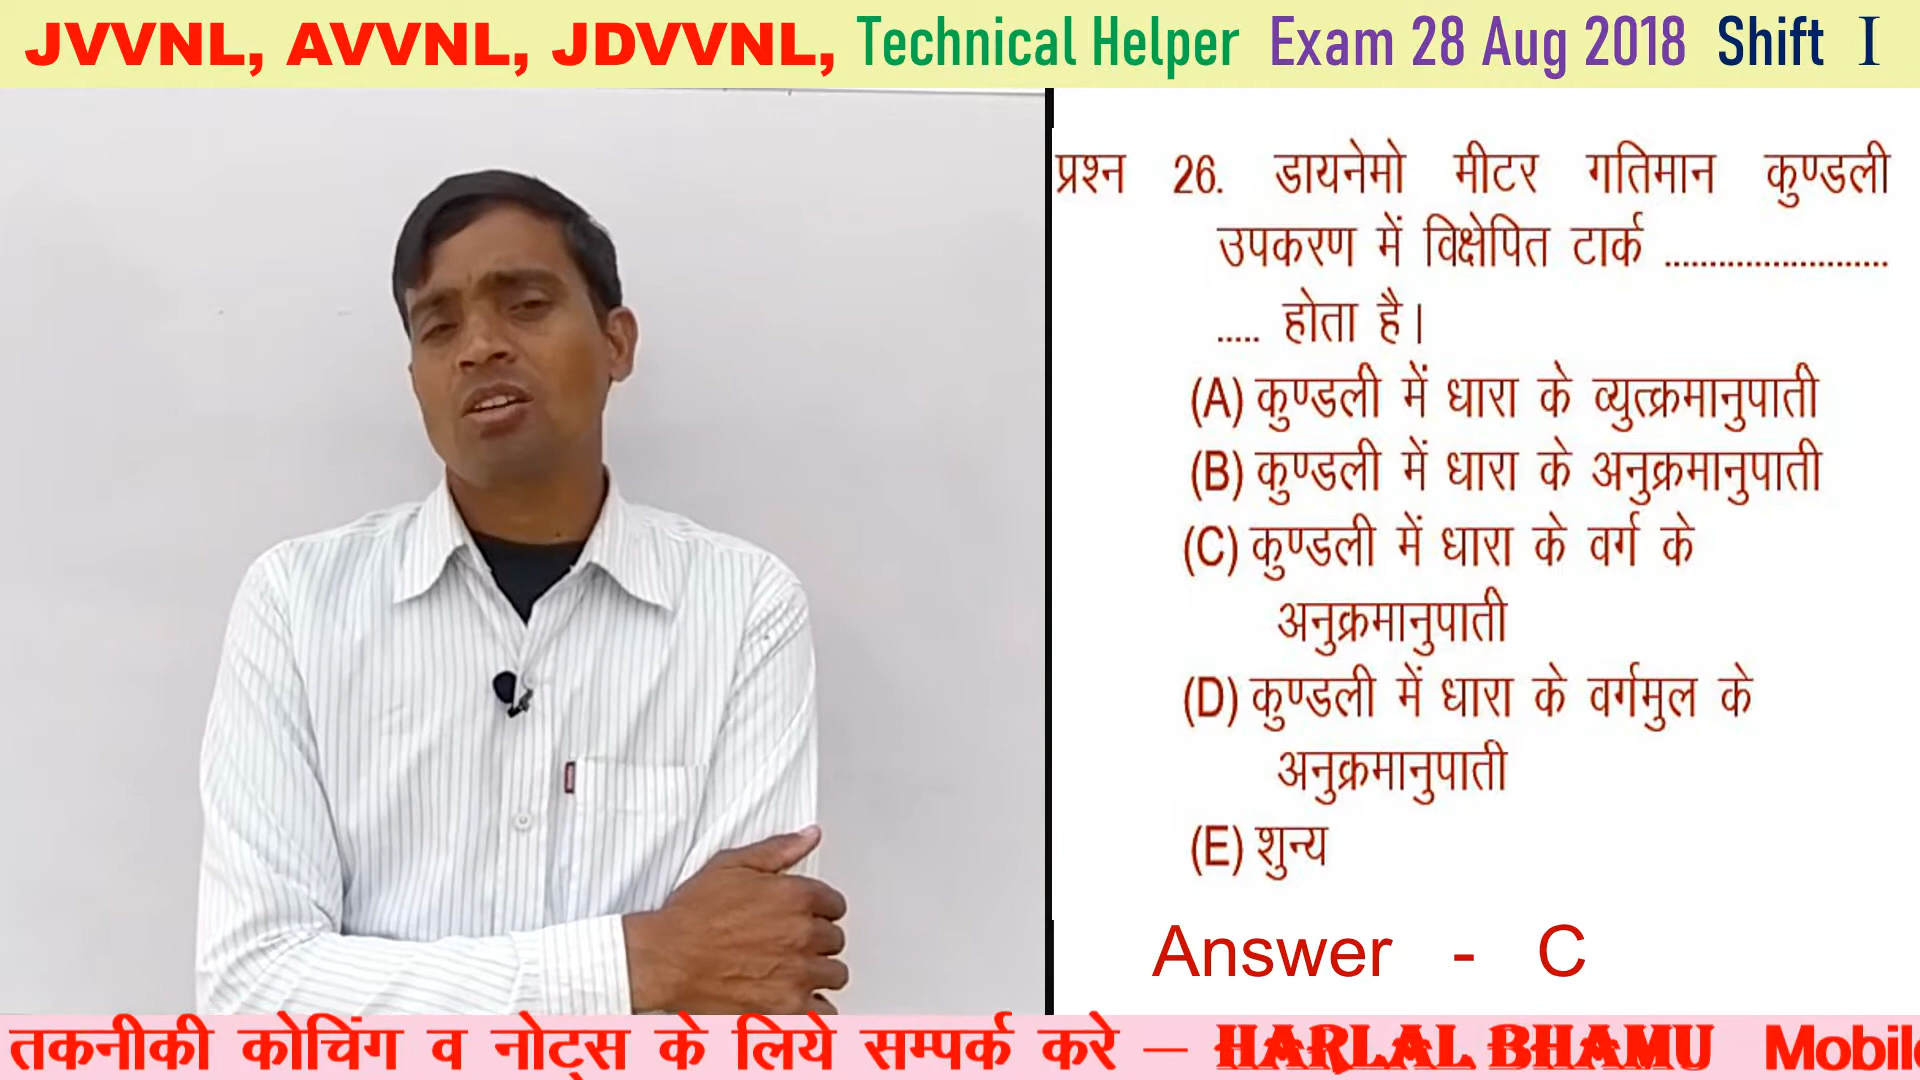 JVVNL, AVVNL, JDVVNL, Technical Helper Exam 28 Aug 2018 Shift I
प्रश्न 26. डायनेमो मीटर गतिमान कुण्डली
उपकरण में विक्षेपित टार्क .........................
..... होता है।
(A) कुण्डली में धारा के व्युत्क्रमानुपाती
(B) कुण्डली में धारा के अनुक्रमानुपाती
(C) कुण्डली में धारा के वर्ग के
अनुक्रमानुपाती
(D) कुण्डली में धारा के वर्गमुल के
अनुक्रमानुपाती
(E) शुन्य
Answer - C
तकनीकी कोचिंग व नोट्स के लिये सम्पर्क करे – HARLAL BHAMU Mobile